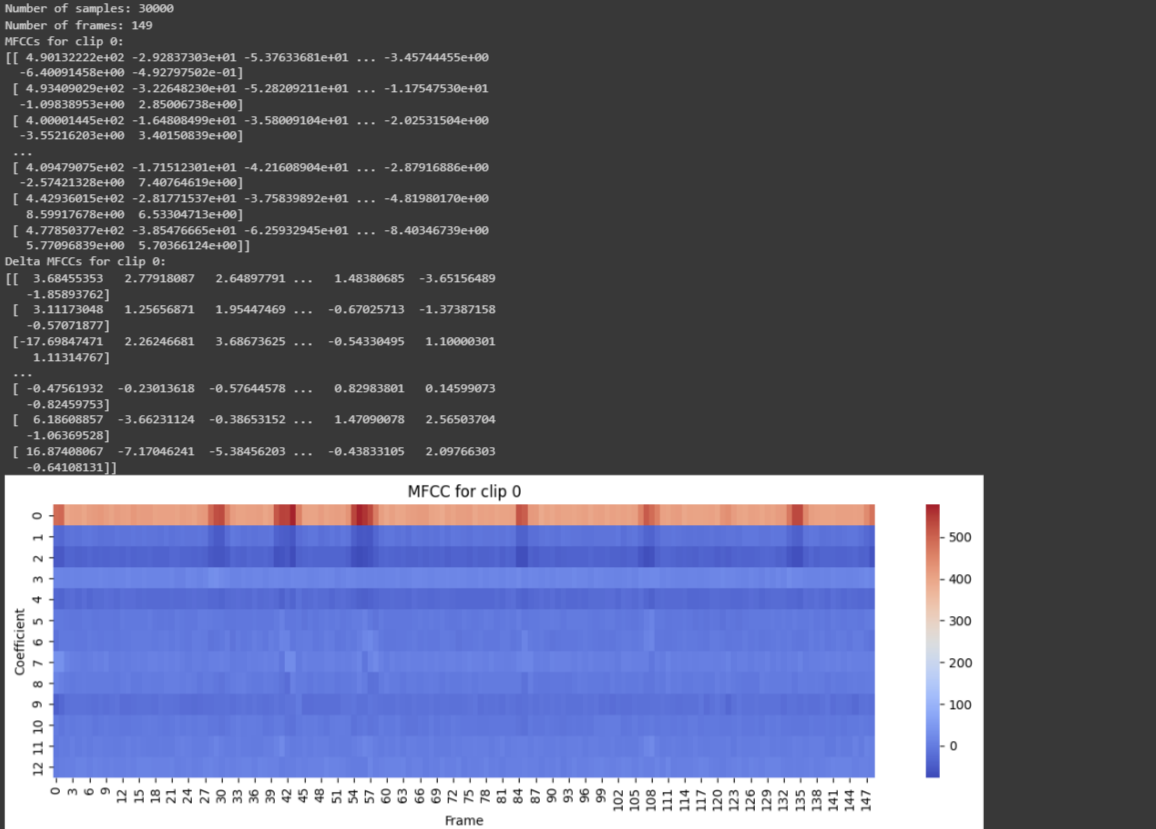 Number of samples: 30000
Number of frames: 149
MFCCs for clip 0:
[[ 4.90132222e+02 -2.92837303e+01 -5.37633681e+01 ... -3.45744455e+00
-6.40091458e+00 -4.92797502e-01]
[ 4.93409029e+02 -3.22648230e+01 -5.28209211e+01 ... -1.17547530e+01
-1.09838953e+00 2.85006738e+00]
[ 4.00001445e+02 -1.64808499e+01 -3.58009104e+01 ... -2.02531504e+00
-3.55216203e+00 3.40150839e+00]
...
[ 4.09479075e+02 -1.71512301e+01 -4.21608904e+01 ... -2.87916886e+00
-2.57421328e+00 7.40764619e+00]
[ 4.42936015e+02 -2.81771537e+01 -3.75839892e+01 ... -4.81980170e+00
8.59917678e+00 6.53304713e+00]
[ 4.77850377e+02 -3.85476665e+01 -6.25932945e+01 ... -8.40346739e+00
5.77096839e+00 5.70366124e+00]]
Delta MFCCs for clip 0:
[[ 3.68455353 2.77918087 2.64897791 ... 1.48380685 -3.65156489
-1.85893762]
[ 3.11173048 1.25656871 1.95447469 ... -0.67025713 -1.37387158
-0.57071877]
[-17.69847471 2.26246681 3.68673625 ... -0.54330495 1.10000301
1.11314767]
...
[ -0.47561932 -0.23013618 -0.57644578 ... 0.82983801 0.14599073
-0.82459753]
[ 6.18608857 -3.66231124 -0.38653152 ... 1.47090078 2.56503704
-1.06369528]
[ 16.87408067 -7.17046241 -5.38456203 ... -0.43833105 2.09766303
-0.64108131]]
MFCC for clip 0
Coefficient
0
1
2
3
4
5
6
7
8
9
10
11
12
0 3 6 9 12 15 18 21 24 27 30 33 36 39 42 45 48 51 54 57 60 63 66 69 72 75 78 81 84 87 90 93 96 99 102 105 108 111 114 117 120 123 126 129 132 135 138 141 144 147
Frame
500
400
300
200
100
0